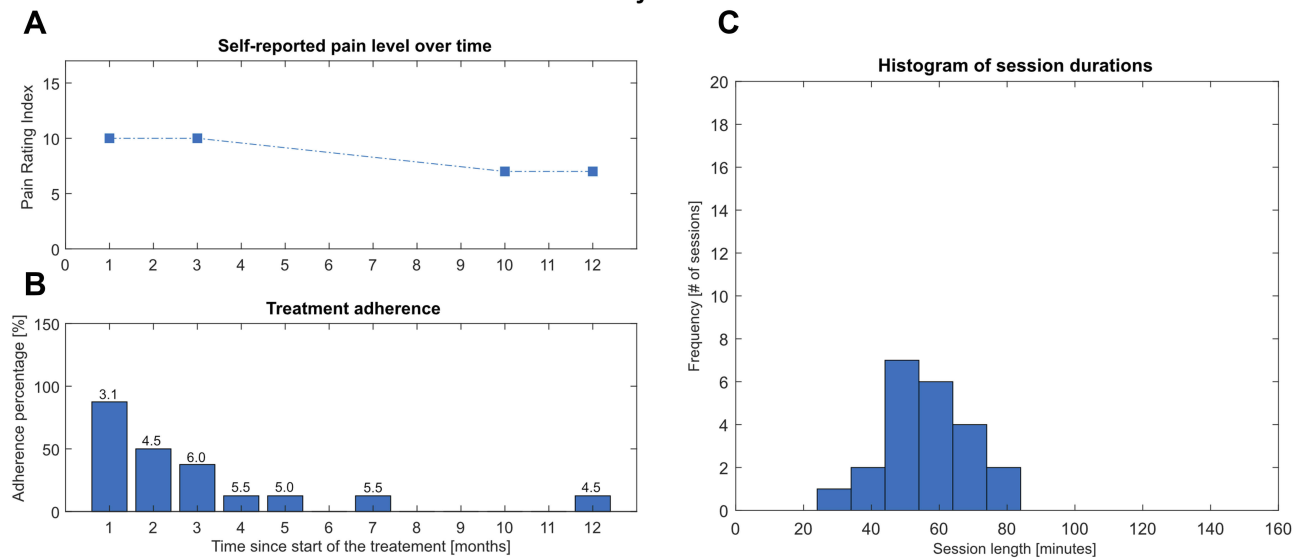 A
Self-reported pain level over time
Pain Rating Index
15
10
5
0
0 1 2 3 4 5 6 7 8 9 10 11 12
B
Treatment adherence
Adherence percentage [%]
150
100
50
0
3.1 4.5 6.0 5.5 5.0 5.5 4.5
1 2 3 4 5 6 7 8 9 10 11 12
Time since start of the treatement [months]
C
Histogram of session durations
Frequency [# of sessions]
20
18
16
14
12
10
8
6
4
2
0
0 20 40 60 80 100 120 140 160
Session length [minutes]